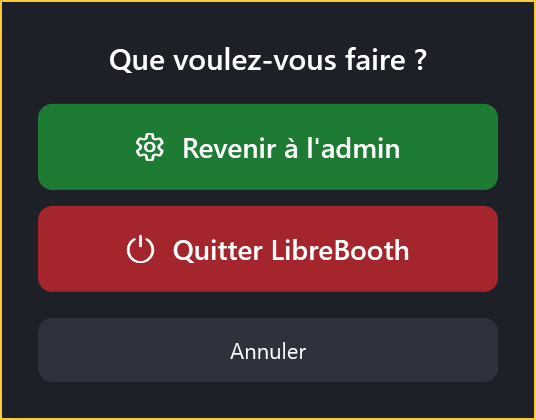 Que voulez-vous faire ?
Revenir à l'admin
Quitter LibreBooth
Annuler